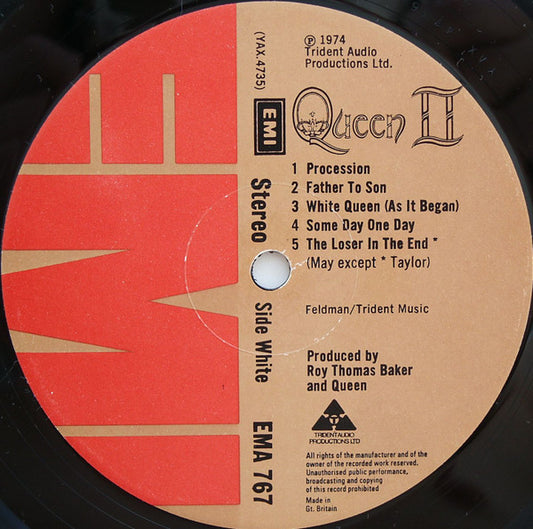 EMI
(YAX.4735)
EMI
Stereo
Side White
EMA 767
Ⓟ 1974
Trident Audio
Productions Ltd.
Queen II
1 Procession
2 Father To Son
3 White Queen (As It Began)
4 Some Day One Day
5 The Loser In The End *
(May except * Taylor)
Feldman/Trident Music
Produced by
Roy Thomas Baker
and Queen
TRIDENT AUDIO
PRODUCTIONS LTD
All rights of the manufacturer and of the
owner of the recorded work reserved.
Unauthorised public performance,
broadcasting and copying
of this record prohibited
Made in
Gt. Britain